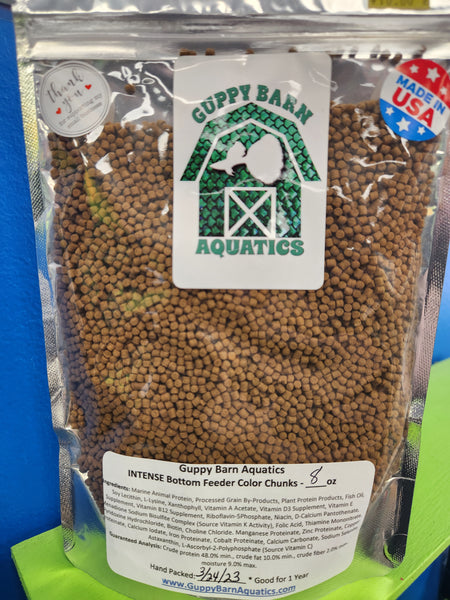 thank
you
MADE IN
USA
GUPPY BARN
AQUATICS
Guppy Barn Aquatics
INTENSE Bottom Feeder Color Chunks - 8 oz
Ingredients: Marine Animal Protein, Processed Grain By-Products, Plant Protein Products, Fish Oil,
Soy Lecithin, L-Lysine, Xanthophyll, Vitamin A Acetate, Vitamin D3 Supplement, Vitamin E
Supplement, Vitamin B12 Supplement, Riboflavin-5Phosphate, Niacin, D-Calcium Pantothenate,
Menadione Sodium Bisulfite Complex (Source Vitamin K Activity), Folic Acid, Thiamine Mononitrate,
Hydrochloride, Biotin, Choline Chloride, Manganese Proteinate, Zinc Proteinate, Copper
Proteinate, Calcium Iodate, Iron Proteinate, Cobalt Proteinate, Calcium Carbonate, Sodium Selenite,
Astaxanthin, L-Ascorbyl-2-Polyphosphate (Source Vitamin C)
Guaranteed Analysis: Crude protein 48.0% min., crude fat 10.0% min., crude fiber 2.0% max.
moisture 9.0% max.
Hand Packed: 3/24/23 * Good for 1 Year
www.GuppyBarnAquatics.com